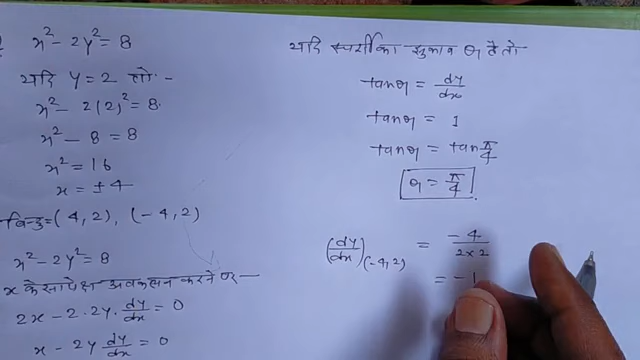 x² - 2y² = 8
यदि y = 2 तो -
x² - 2(2)² = 8
x² - 8 = 8
x² = 16
x = ±4
बिन्दु = (4, 2), (-4, 2)
x² - 2y² = 8
x के सापेक्ष अवकलन करने पर —
2x - 2·2y·dy/dx = 0
x - 2y dy/dx = 0
यदि स्पर्शी का झुकाव θ है तो
tanθ = dy/dx
tanθ = 1
tanθ = tan π/4
θ = π/4
(dy/dx)(-4, 2) = -4/2×2
= -1